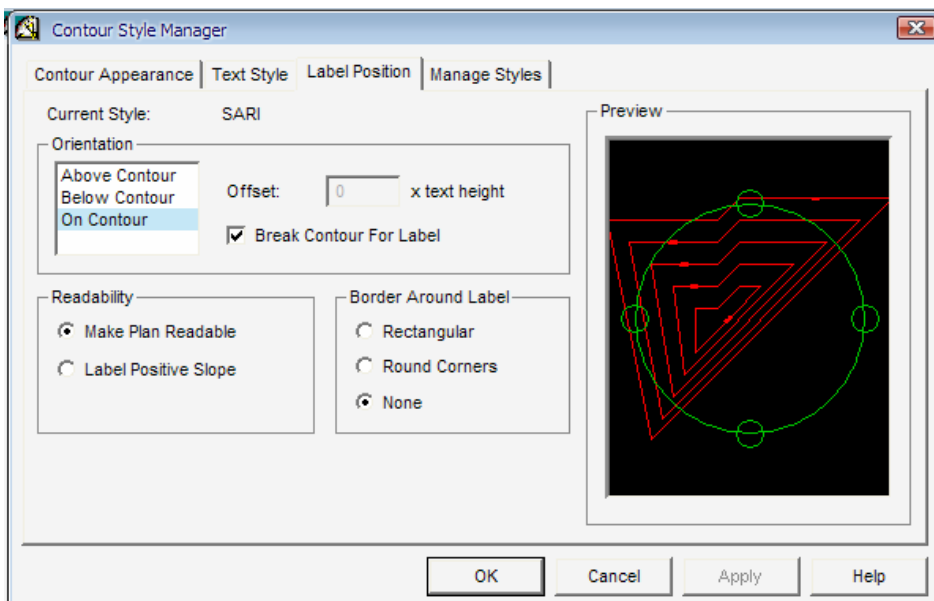 Contour Style Manager
Contour Appearance Text Style Label Position Manage Styles
Current Style: SARI
Orientation
Above Contour
Below Contour
On Contour
Offset: 0 x text height
Break Contour For Label
Readability
Make Plan Readable
Label Positive Slope
Border Around Label
Rectangular
Round Corners
None
Preview
OK Cancel Apply Help